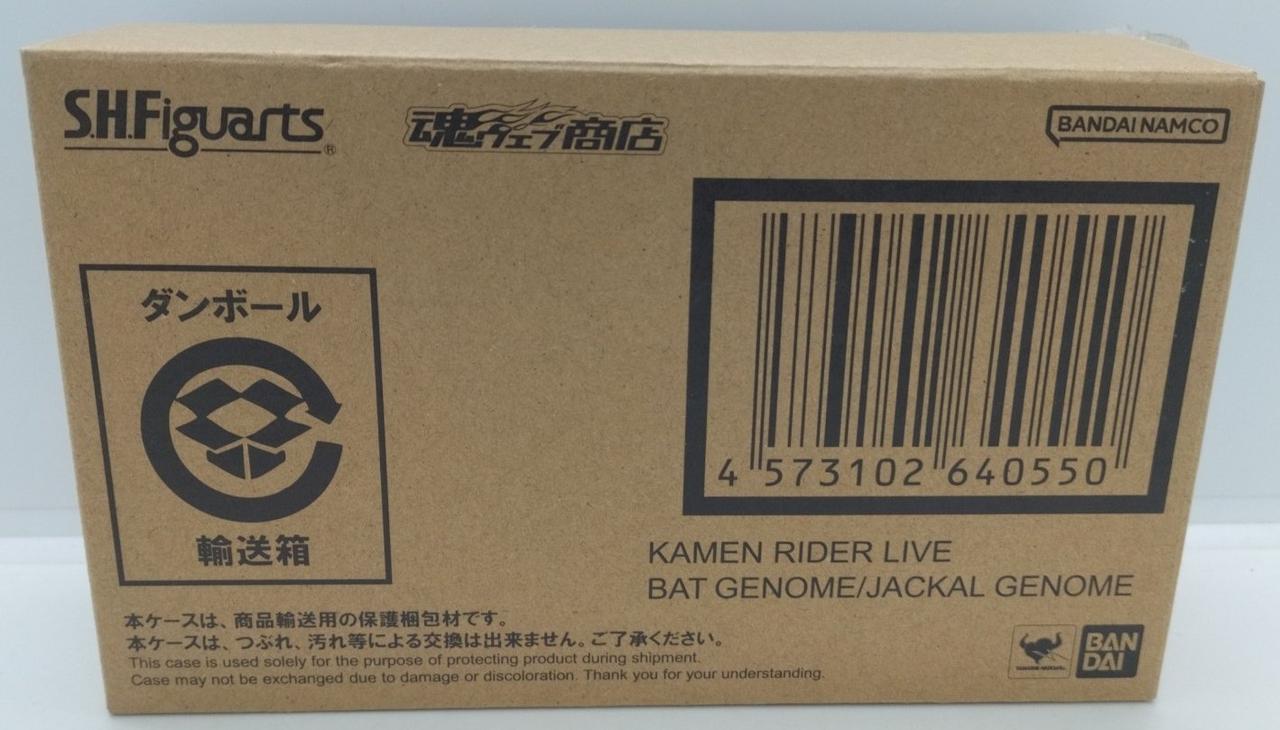 S.H.Figuarts®
魂ウェブ商店
BANDAI NAMCO
ダンボール
輸送箱
4 573102 640550
KAMEN RIDER LIVE
BAT GENOME/JACKAL GENOME
本ケースは、商品輸送用の保護梱包材です。
本ケースは、つぶれ、汚れ等による交換は出来ません。ご了承ください。
This case is used solely for the purpose of protecting product during shipment.
Case may not be exchanged due to damage or discoloration. Thank you for your understanding.
BAN
DAI